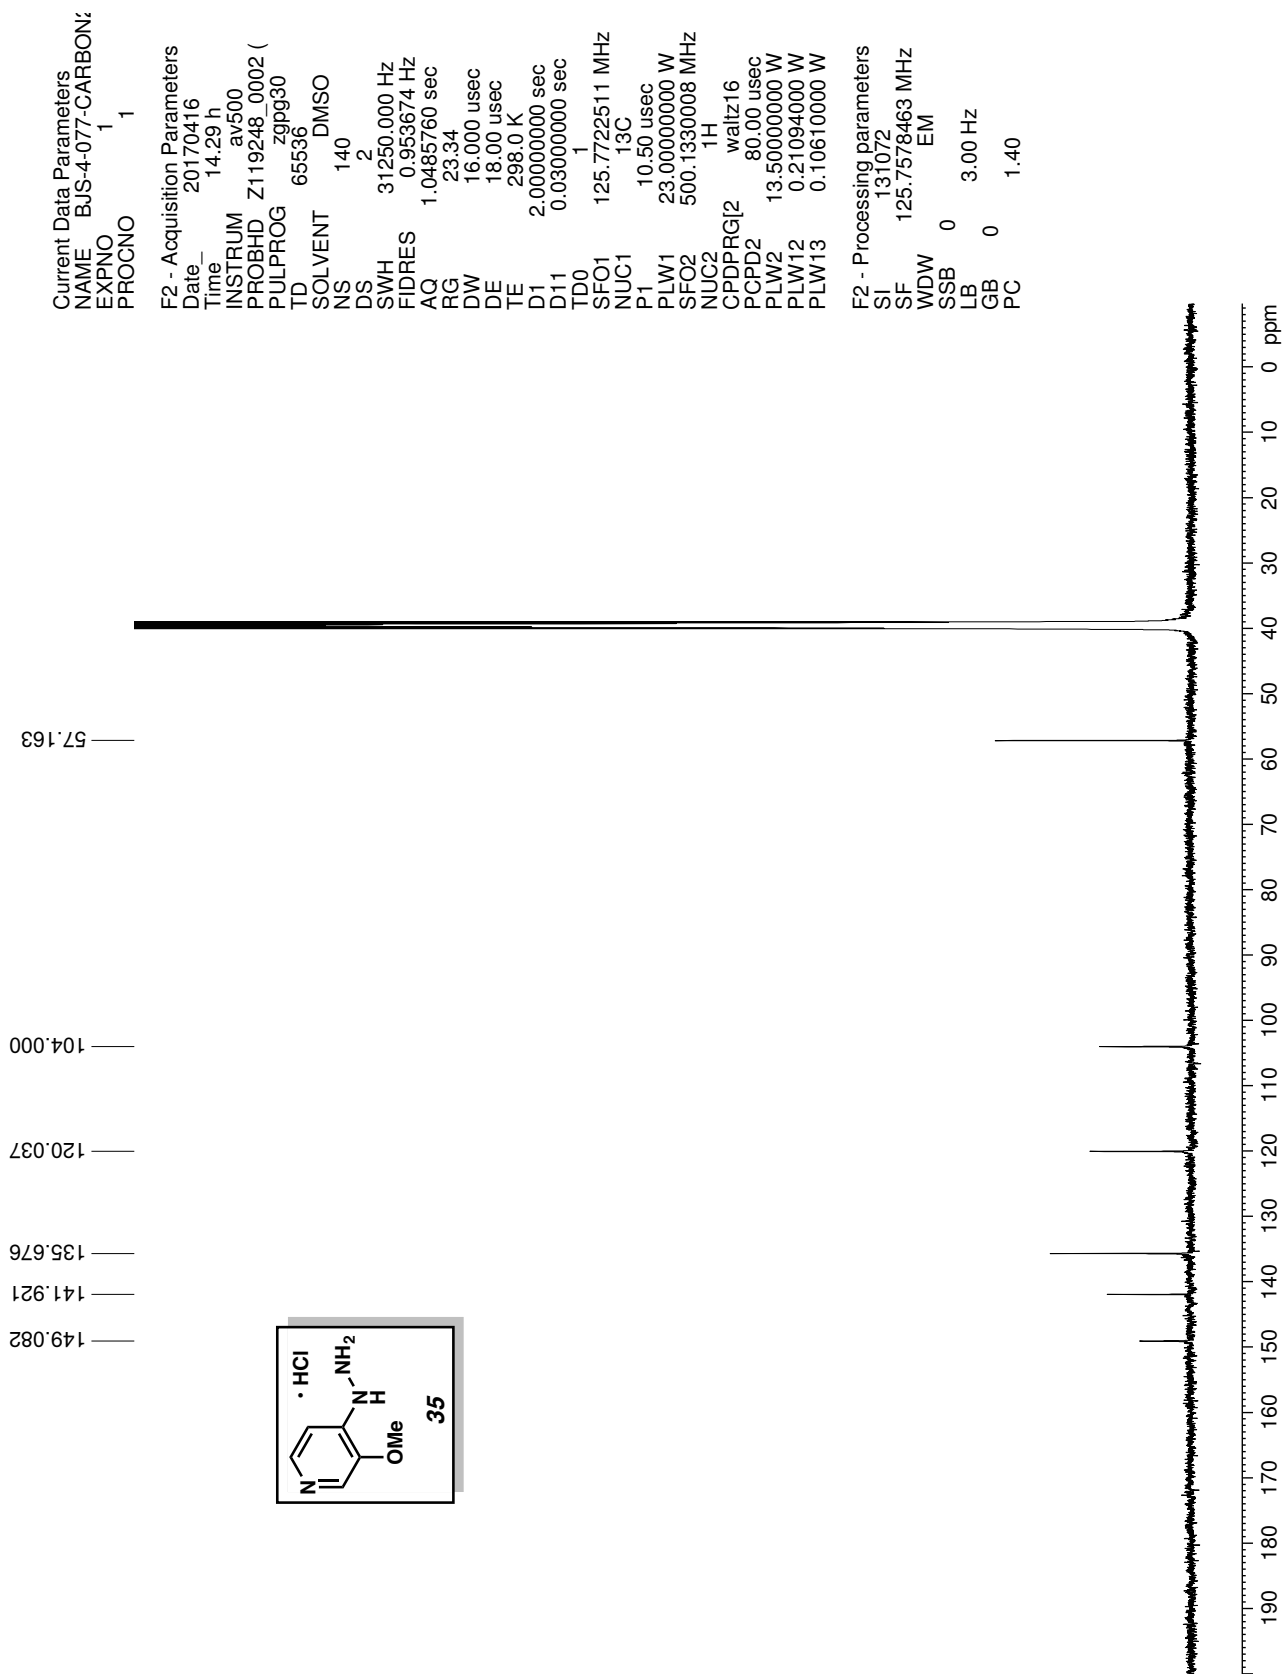 Current Data Parameters
NAME BJS-4-077-CARBON2
EXPNO 1
PROCNO 1
F2 - Acquisition Parameters
Date_ 20170416
Time 14.29 h
INSTRUM av500
PROBHD Z119248_0002 (
PULPROG zgpg30
TD 65536
SOLVENT DMSO
NS 140
DS 2
SWH 31250.000 Hz
FIDRES 0.953674 Hz
AQ 1.0485760 sec
RG 23.34
DW 16.000 usec
DE 18.00 usec
TE 298.0 K
D1 2.00000000 sec
D11 0.03000000 sec
TD0 1
SFO1 125.7722511 MHz
NUC1 13C
P1 10.50 usec
PLW1 23.00000000 W
SFO2 500.1330008 MHz
NUC2 1H
CPDPRG[2 waltz16
PCPD2 80.00 usec
PLW2 13.50000000 W
PLW12 0.21094000 W
PLW13 0.10610000 W
F2 - Processing parameters
SI 131072
SF 125.7578463 MHz
WDW EM
SSB 0
LB 3.00 Hz
GB 0
PC 1.40
149.082
141.921
135.676
120.037
104.000
57.163
· HCl
N
N
H
NH2
OMe
35
190 180 170 160 150 140 130 120 110 100 90 80 70 60 50 40 30 20 10 0 ppm